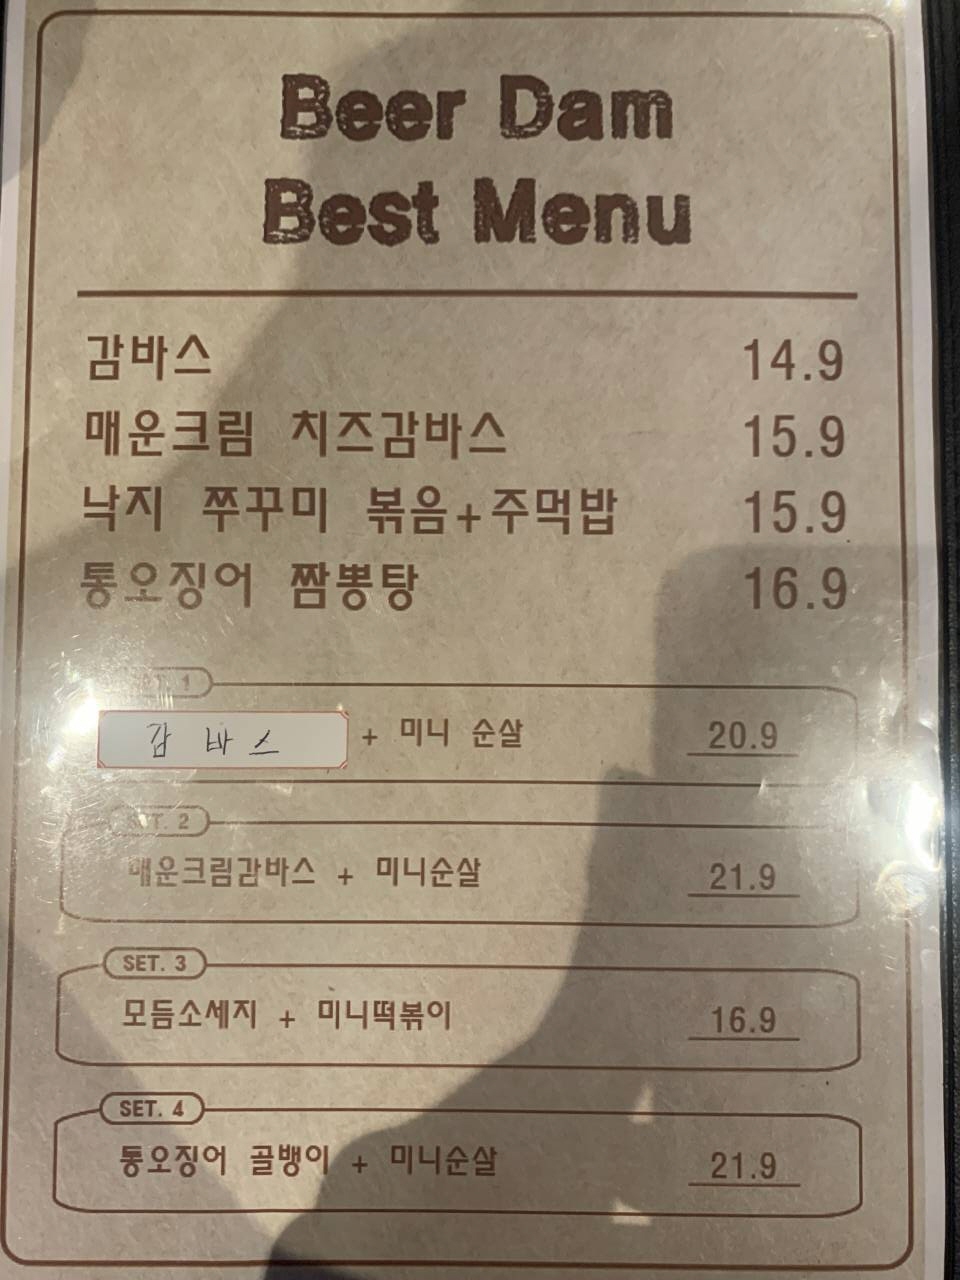 Beer Dam
Best Menu
감바스 14.9
매운크림 치즈감바스 15.9
낙지 쭈꾸미 볶음+주먹밥 15.9
통오징어 짬뽕탕 16.9
SET. 1
감바스 + 미니 순살 20.9
SET. 2
매운크림감바스 + 미니순살 21.9
SET. 3
모듬소세지 + 미니떡볶이 16.9
SET. 4
통오징어 골뱅이 + 미니순살 21.9